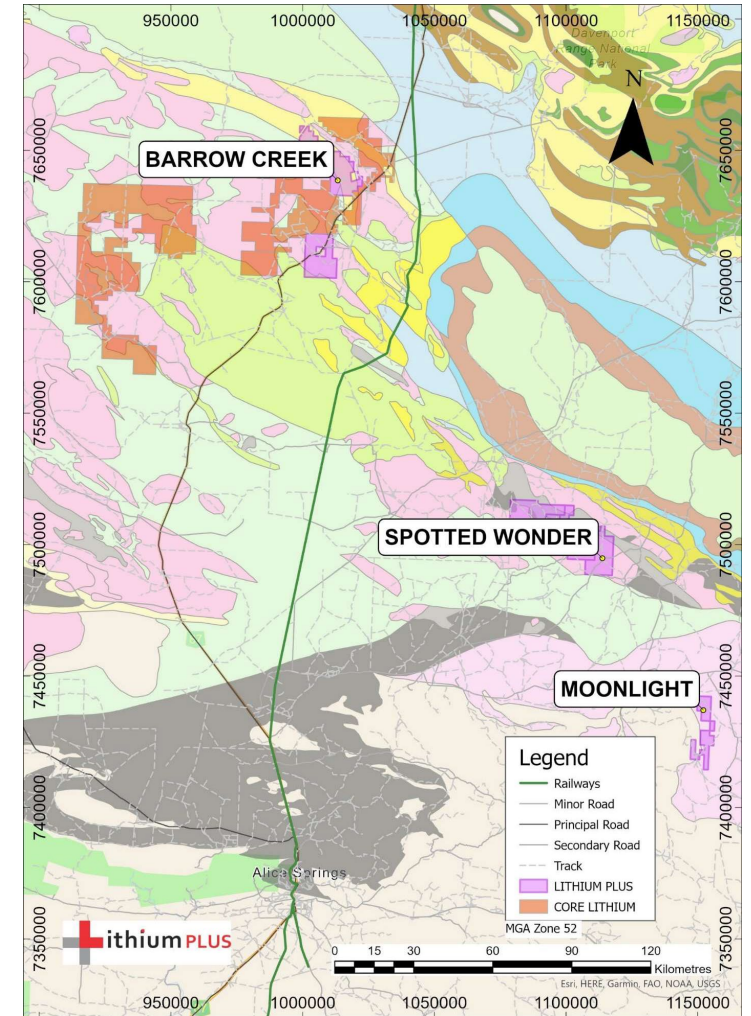 950000 1000000 1050000 1100000 1150000
Davenport
Range National
Park
N
7650000 7650000
BARROW CREEK
7600000 7600000
7550000 7550000
SPOTTED WONDER
7500000 7500000
7450000 7450000
MOONLIGHT
Legend
Railways
Minor Road
Principal Road
Secondary Road
Track
LITHIUM PLUS
CORE LITHIUM
MGA Zone 52
7400000 7400000
Alice Springs
Lithium PLUS
7350000 7350000
0 15 30 60 90 120
Kilometres
Esri, HERE, Garmin, FAO, NOAA, USGS
950000 1000000 1050000 1100000 1150000